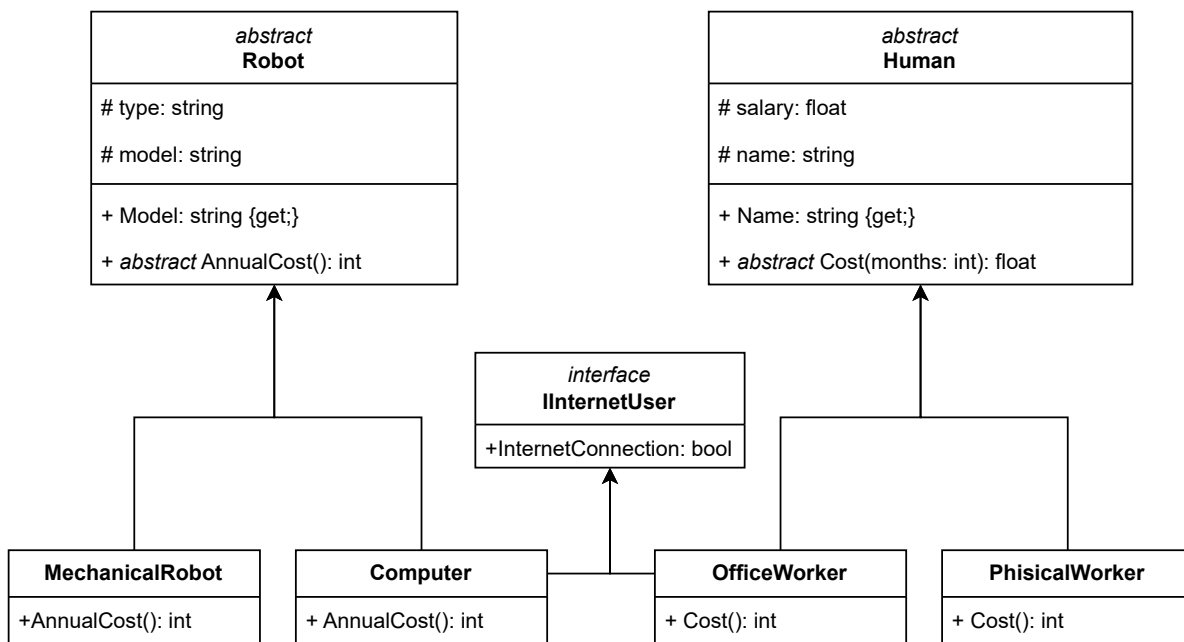 abstract
Robot
# type: string
# model: string
+ Model: string {get;}
+ abstract AnnualCost(): int
abstract
Human
# salary: float
# name: string
+ Name: string {get;}
+ abstract Cost(months: int): float
interface
IInternetUser
+InternetConnection: bool
MechanicalRobot
+AnnualCost(): int
Computer
+ AnnualCost(): int
OfficeWorker
+ Cost(): int
PhisicalWorker
+ Cost(): int